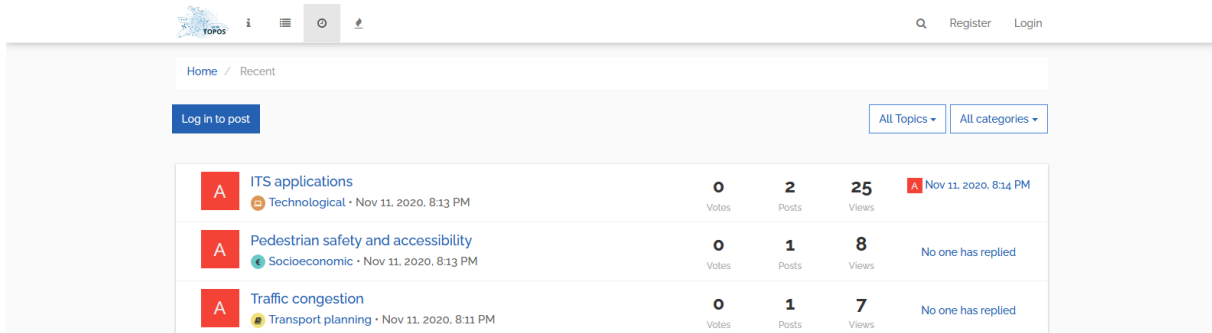 TOPOS
Register
Login
Home / Recent
Log in to post
All Topics
All categories
A
ITS applications
Technological • Nov 11, 2020, 8:13 PM
0
Votes
2
Posts
25
Views
A Nov 11, 2020, 8:14 PM
A
Pedestrian safety and accessibility
€ Socioeconomic • Nov 11, 2020, 8:13 PM
0
Votes
1
Posts
8
Views
No one has replied
A
Traffic congestion
Transport planning • Nov 11, 2020, 8:11 PM
0
Votes
1
Posts
7
Views
No one has replied